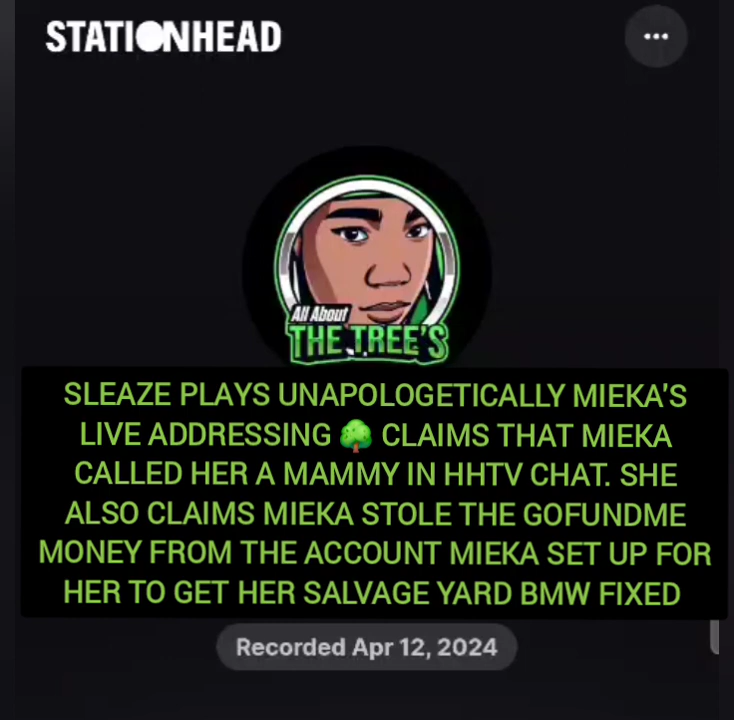 STATIONHEAD
All About
THE TREE'S
SLEAZE PLAYS UNAPOLOGETICALLY MIEKA'S
LIVE ADDRESSING 🌳 CLAIMS THAT MIEKA
CALLED HER A MAMMY IN HHTV CHAT. SHE
ALSO CLAIMS MIEKA STOLE THE GOFUNDME
MONEY FROM THE ACCOUNT MIEKA SET UP FOR
HER TO GET HER SALVAGE YARD BMW FIXED
Recorded Apr 12, 2024